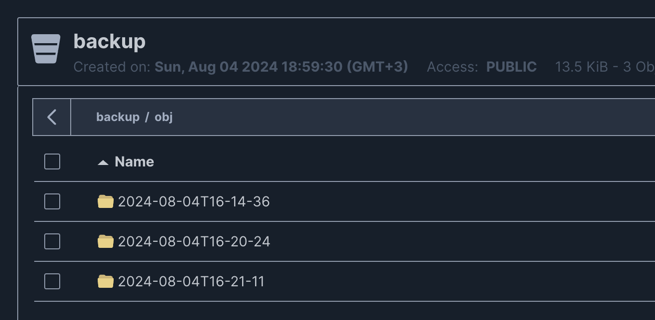 backup
Created on: Sun, Aug 04 2024 18:59:30 (GMT+3) Access: PUBLIC 13.5 KiB - 3 Ob
backup / obj
Name
2024-08-04T16-14-36
2024-08-04T16-20-24
2024-08-04T16-21-11